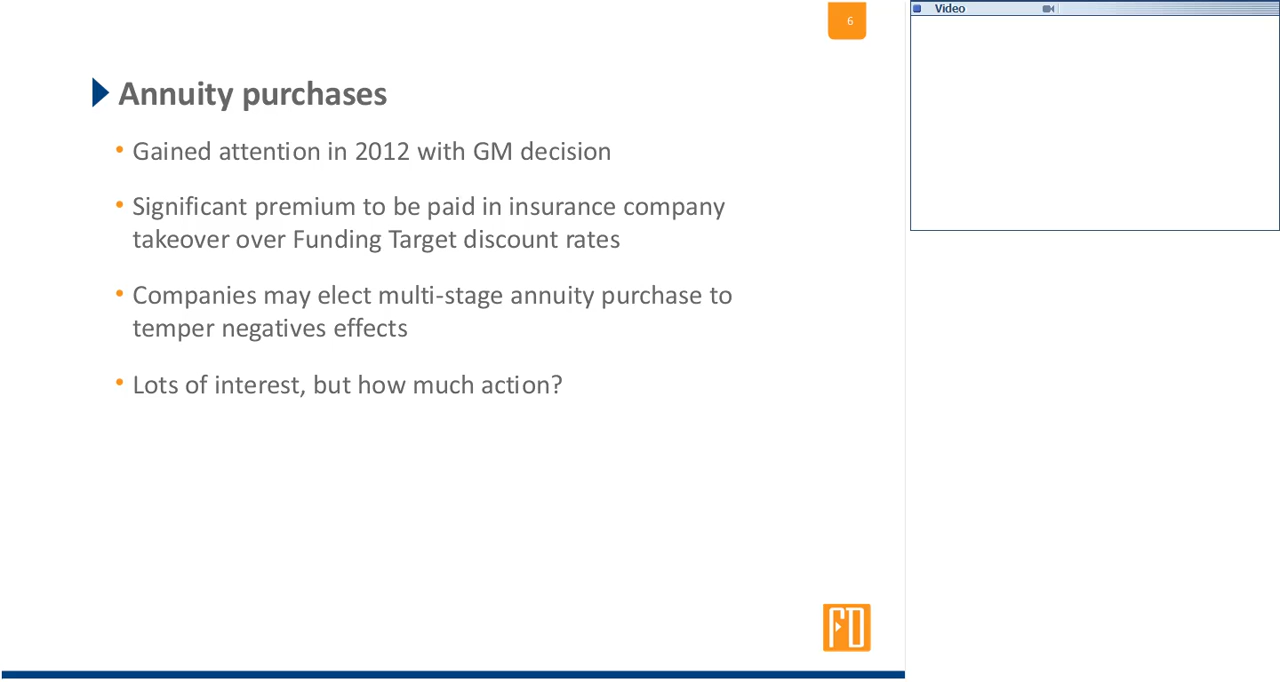 6
Video
Annuity purchases
• Gained attention in 2012 with GM decision
• Significant premium to be paid in insurance company
takeover over Funding Target discount rates
• Companies may elect multi-stage annuity purchase to
temper negatives effects
• Lots of interest, but how much action?
FD